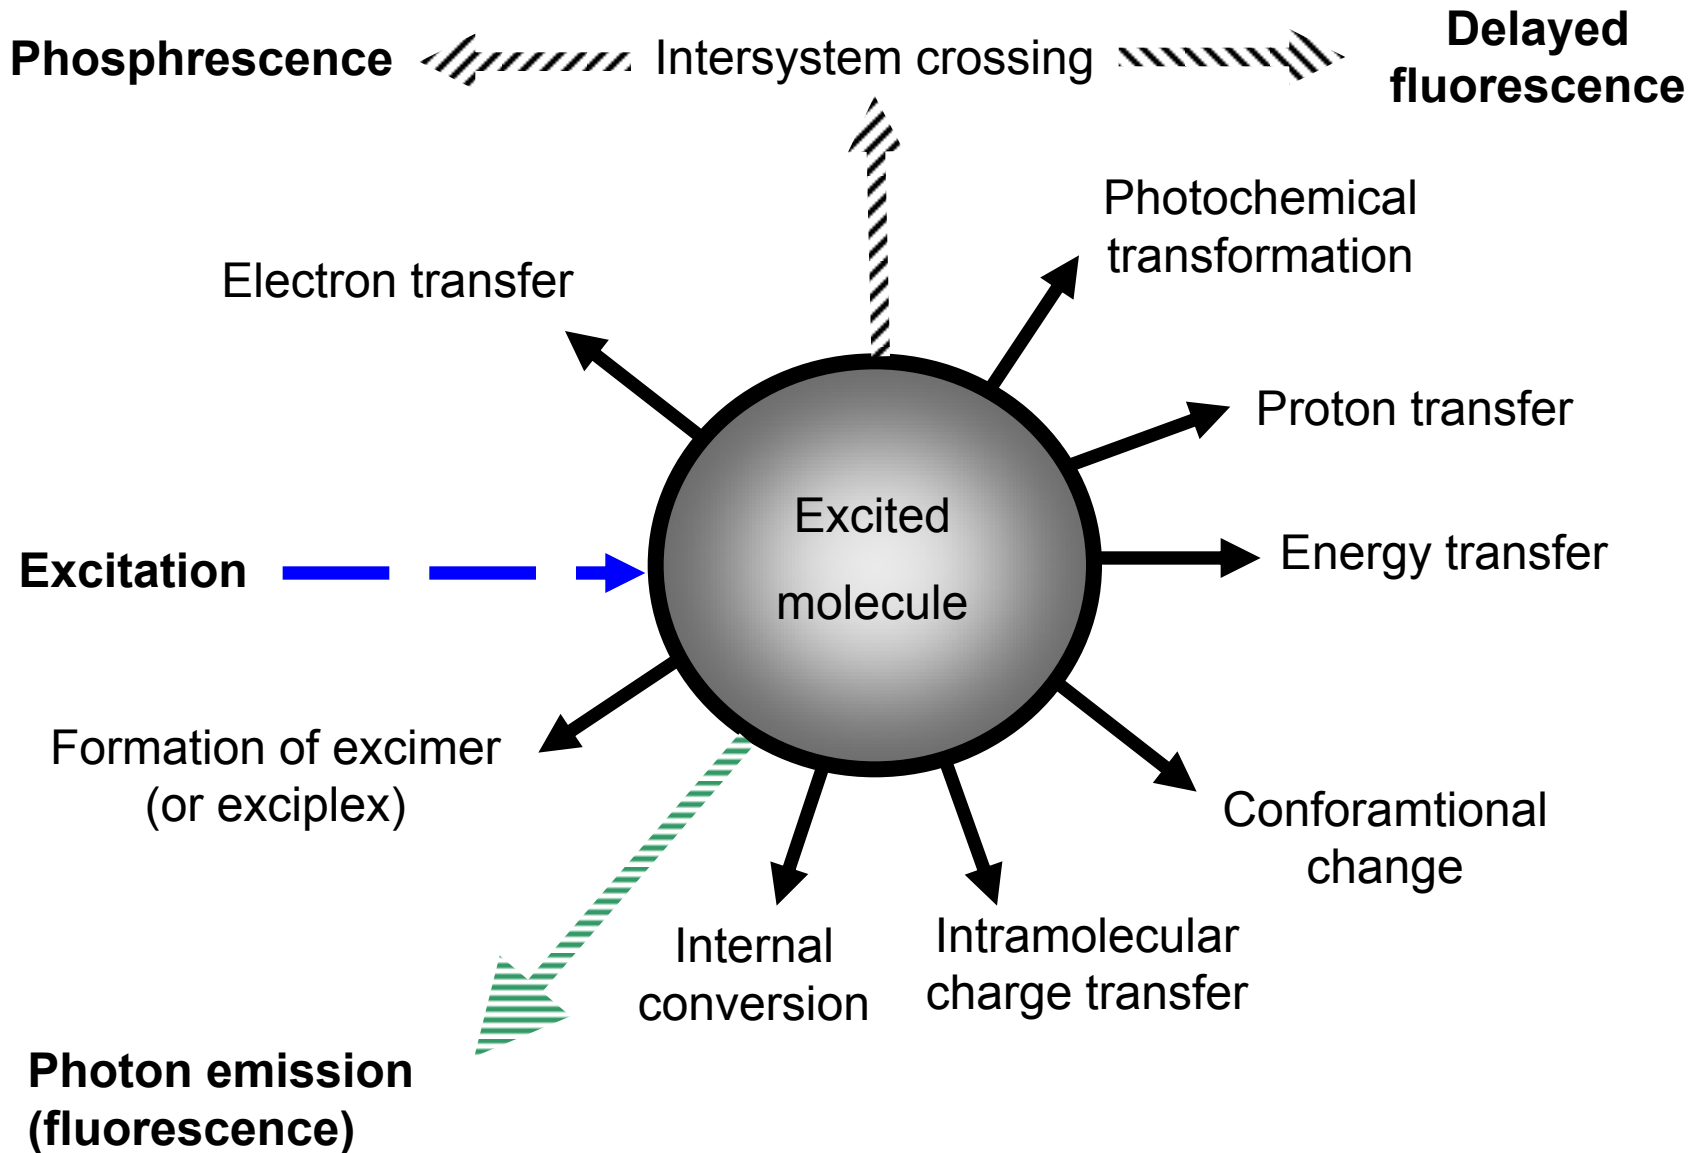 Phosphrescence
Intersystem crossing
Delayed
fluorescence
Photochemical
transformation
Electron transfer
Proton transfer
Excited
molecule
Energy transfer
Excitation
Formation of excimer
(or exciplex)
Conforamtional
change
Internal
conversion
Intramolecular
charge transfer
Photon emission
(fluorescence)